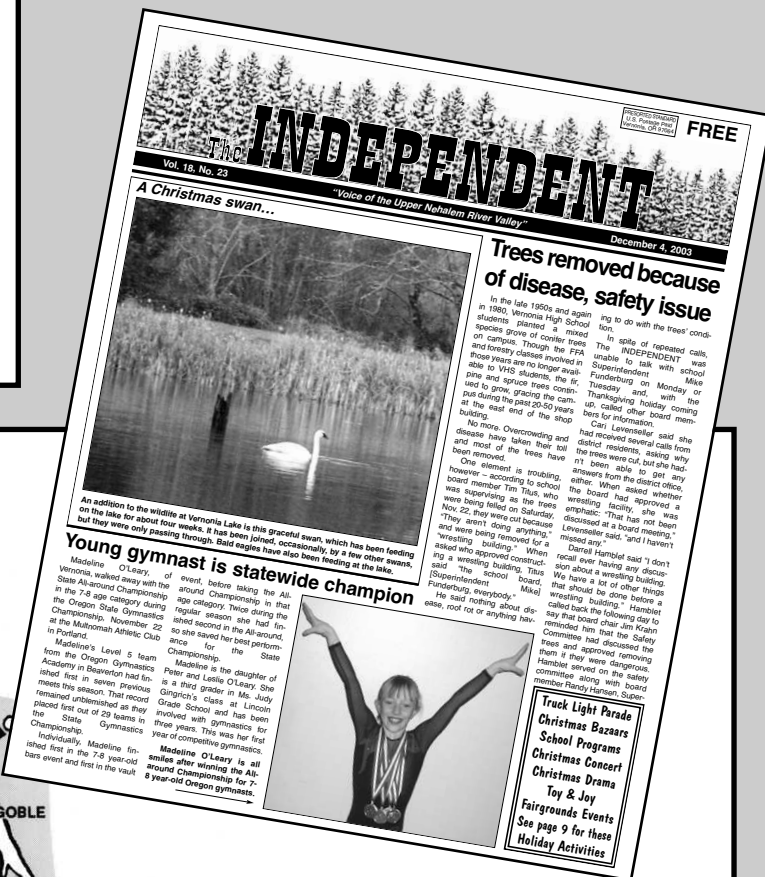 PRESORTED STANDARD
U.S. Postage Paid
Vernonia, OR 97064
FREE
The INDEPENDENT
Vol. 18, No. 23
"Voice of the Upper Nehalem River Valley"
December 4, 2003
A Christmas swan...
An addition to the wildlife at Vernonia Lake is this graceful swan, which has been feeding
on the lake for about four weeks. It has been joined, occasionally, by a few other swans,
but they were only passing through. Bald eagles have also been feeding at the lake.
Trees removed because
of disease, safety issue
In the late 1950s and again
in 1980, Vernonia High School
students planted a mixed
species grove of conifer trees
on campus. Though the FFA
and forestry classes involved in
those years are no longer avail-
able to VHS students, the fir,
pine and spruce trees contin-
ued to grow, gracing the cam-
pus during the past 20-50 years
at the east end of the shop
building.
No more. Overcrowding and
disease have taken their toll
and most of the trees have
been removed.
One element is troubling,
however – according to school
board member Tim Titus, who
was supervising as the trees
were being felled on Saturday,
Nov. 22, they were cut because
"They aren't doing anything,"
and were being removed for a
"wrestling building." When
asked who approved construct-
ing a wrestling building, Titus
said "the school board,
[Superintendent Mike]
Funderburg, everybody."
He said nothing about dis-
ease, root rot or anything hav-
ing to do with the trees' condi-
tion.
In spite of repeated calls,
The INDEPENDENT was
unable to talk with school
Superintendent Mike
Funderburg on Monday or
Tuesday and, with the
Thanksgiving holiday coming
up, called other board mem-
bers for information.
Cari Levenseller said she
had received several calls from
district residents, asking why
the trees were cut, but she had-
n't been able to get any
answers from the district office,
either. When asked whether
the board had approved a
wrestling facility, she was
emphatic: "That has not been
discussed at a board meeting,"
Levenseller said, "and I haven't
missed any."
Darrell Hamblet said "I don't
recall ever having any discus-
sion about a wrestling building.
We have a lot of other things
that should be done before a
wrestling building." Hamblet
called back the following day to
say that board chair Jim Krahn
reminded him that the Safety
Committee had discussed the
trees and approved removing
them if they were dangerous.
Hamblet served on the safety
committee along with board
member Randy Hansen, Super-
Young gymnast is statewide champion
Madeline O'Leary, of
Vernonia, walked away with the
State All-around Championship
in the 7-8 age category during
the Oregon State Gymnastics
Championship, November 22
at the Multnomah Athletic Club
in Portland.
Madeline's Level 5 team
from the Oregon Gymnastics
Academy in Beaverton had fin-
ished first in seven previous
meets this season. That record
remained unblemished as they
placed first out of 29 teams in
the State Gymnastics
Championship.
Individually, Madeline fin-
ished first in the 7-8 year-old
bars event and first in the vault
event, before taking the All-
around Championship in that
age category. Twice during the
regular season she had fin-
ished second in the All-around,
so she saved her best perform-
ance for the State
Championship.
Madeline is the daughter of
Peter and Leslie O'Leary. She
is a third grader in Ms. Judy
Gingrich's class at Lincoln
Grade School and has been
involved with gymnastics for
three years. This was her first
year of competitive gymnastics.
Madeline O'Leary is all
smiles after winning the All-
around Championship for 7-
8 year-old Oregon gymnasts.
Truck Light Parade
Christmas Bazaars
School Programs
Christmas Concert
Christmas Drama
Toy & Joy
Fairgrounds Events
See page 9 for these
Holiday Activities
GOBLE